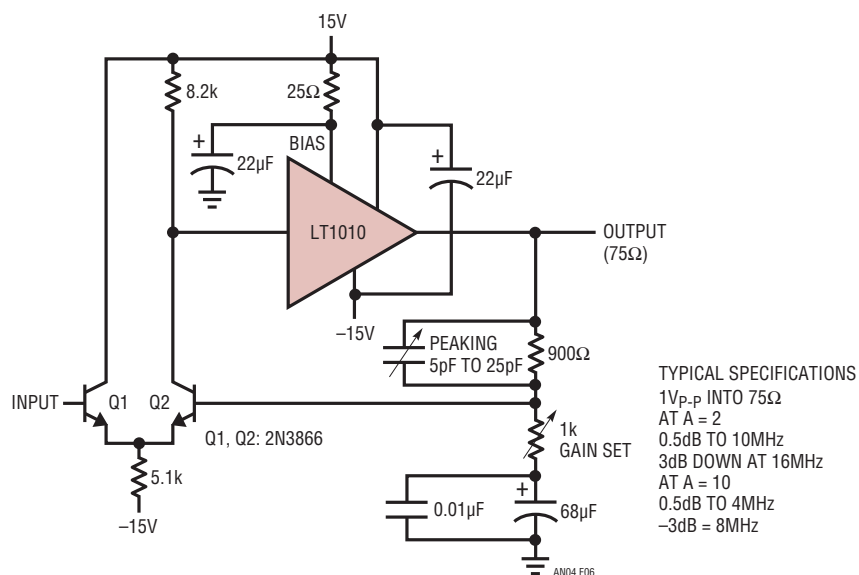 15V
8.2k
25Ω
BIAS
+
22µF
+
22µF
LT1010
OUTPUT
(75Ω)
–15V
PEAKING
5pF TO 25pF
900Ω
INPUT
Q1
Q2
Q1, Q2: 2N3866
1k
GAIN SET
5.1k
–15V
0.01µF
+
68µF
AN04 F06
TYPICAL SPECIFICATIONS
1VP-P INTO 75Ω
AT A = 2
0.5dB TO 10MHz
3dB DOWN AT 16MHz
AT A = 10
0.5dB TO 4MHz
–3dB = 8MHz